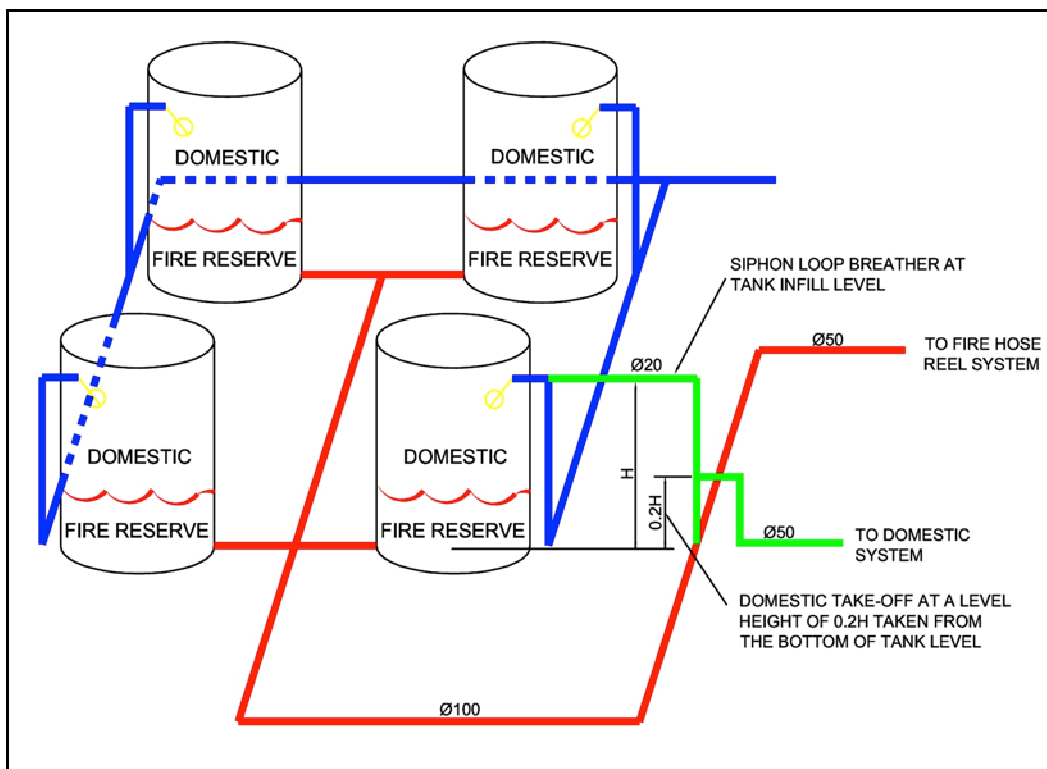 DOMESTIC
DOMESTIC
FIRE RESERVE
FIRE RESERVE
SIPHON LOOP BREATHER AT
TANK INFILL LEVEL
Ø50
TO FIRE HOSE
REEL SYSTEM
Ø20
DOMESTIC
DOMESTIC
H
0.2H
FIRE RESERVE
FIRE RESERVE
Ø50
TO DOMESTIC
SYSTEM
DOMESTIC TAKE-OFF AT A LEVEL
HEIGHT OF 0.2H TAKEN FROM
THE BOTTOM OF TANK LEVEL
Ø100